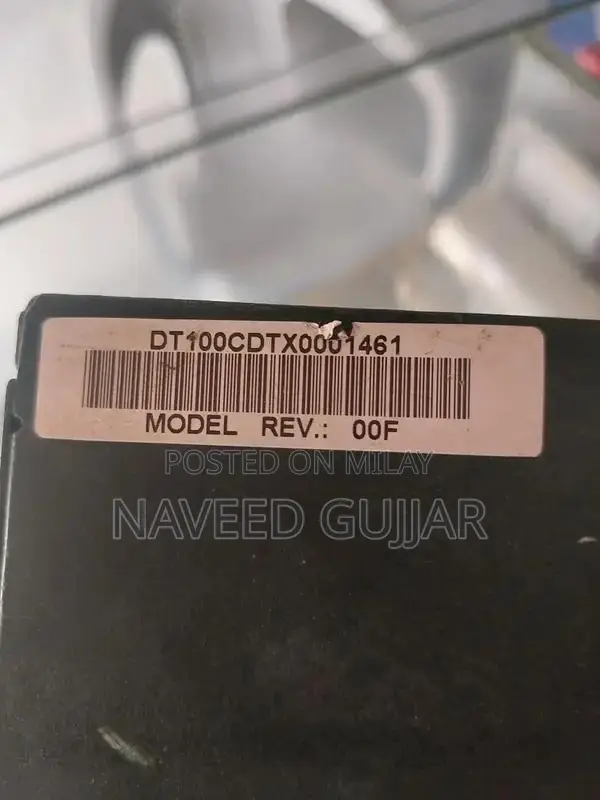 DT100CDTX0001461
MODEL REV.: 00F
POSTED ON MILAY
NAVEED GUJJAR